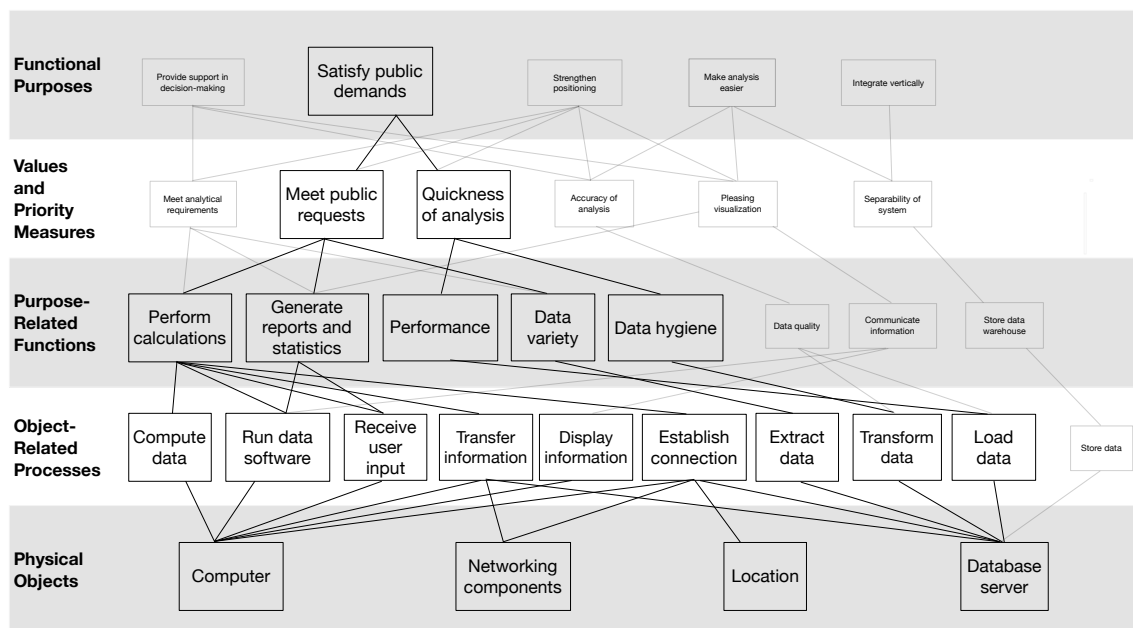 Functional
Purposes
Provide support in
decision-making
Satisfy public
demands
Strengthen
positioning
Make analysis
easier
Integrate vertically
Values
and
Priority
Measures
Meet analytical
requirements
Meet public
requests
Quickness
of analysis
Accuracy of
analysis
Pleasing
visualization
Separability of
system
Purpose-
Related
Functions
Perform
calculations
Generate
reports and
statistics
Performance
Data
variety
Data hygiene
Data quality
Communicate
information
Store data
warehouse
Object-
Related
Processes
Compute
data
Run data
software
Receive
user
input
Transfer
information
Display
information
Establish
connection
Extract
data
Transform
data
Load
data
Store data
Physical
Objects
Computer
Networking
components
Location
Database
server